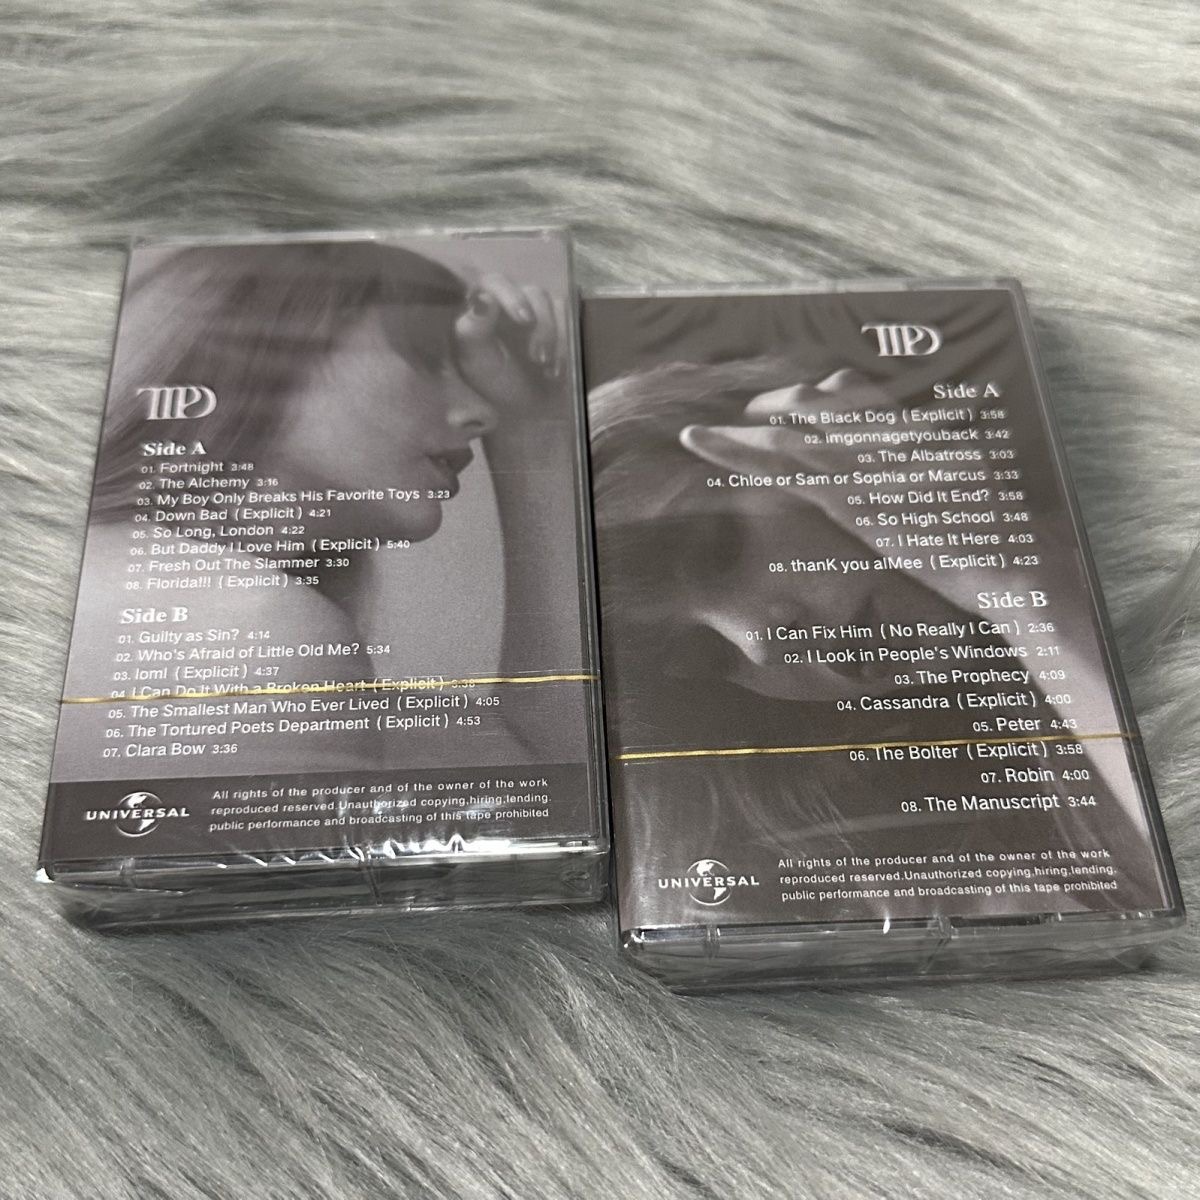 TTPD
Side A
01. Fortnight 3:48
02. The Alchemy 3:16
03. My Boy Only Breaks His Favorite Toys 3:23
04. Down Bad ( Explicit ) 4:21
05. So Long, London 4:22
06. But Daddy I Love Him ( Explicit ) 5:40
07. Fresh Out The Slammer 3:30
08. Florida!!! ( Explicit ) 3:35
Side B
01. Guilty as Sin? 4:14
02. Who's Afraid of Little Old Me? 5:34
03. loml ( Explicit ) 4:37
04. I Can Do It With a Broken Heart ( Explicit ) 3:38
05. The Smallest Man Who Ever Lived ( Explicit ) 4:05
06. The Tortured Poets Department ( Explicit ) 4:53
07. Clara Bow 3:36
UNIVERSAL
All rights of the producer and of the owner of the work
reproduced reserved.Unauthorized copying,hiring,lending.
public performance and broadcasting of this tape prohibited
TTPD
Side A
01. The Black Dog ( Explicit ) 3:58
02. imgonnagetyouback 3:42
03. The Albatross 3:03
04. Chloe or Sam or Sophia or Marcus 3:33
05. How Did It End? 3:58
06. So High School 3:48
07. I Hate It Here 4:03
08. thanK you aIMee ( Explicit ) 4:23
Side B
01. I Can Fix Him ( No Really I Can ) 2:36
02. I Look in People's Windows 2:11
03. The Prophecy 4:09
04. Cassandra ( Explicit ) 4:00
05. Peter 4:43
06. The Bolter ( Explicit ) 3:58
07. Robin 4:00
08. The Manuscript 3:44
UNIVERSAL
All rights of the producer and of the owner of the work
reproduced reserved.Unauthorized copying,hiring,lending.
public performance and broadcasting of this tape prohibited